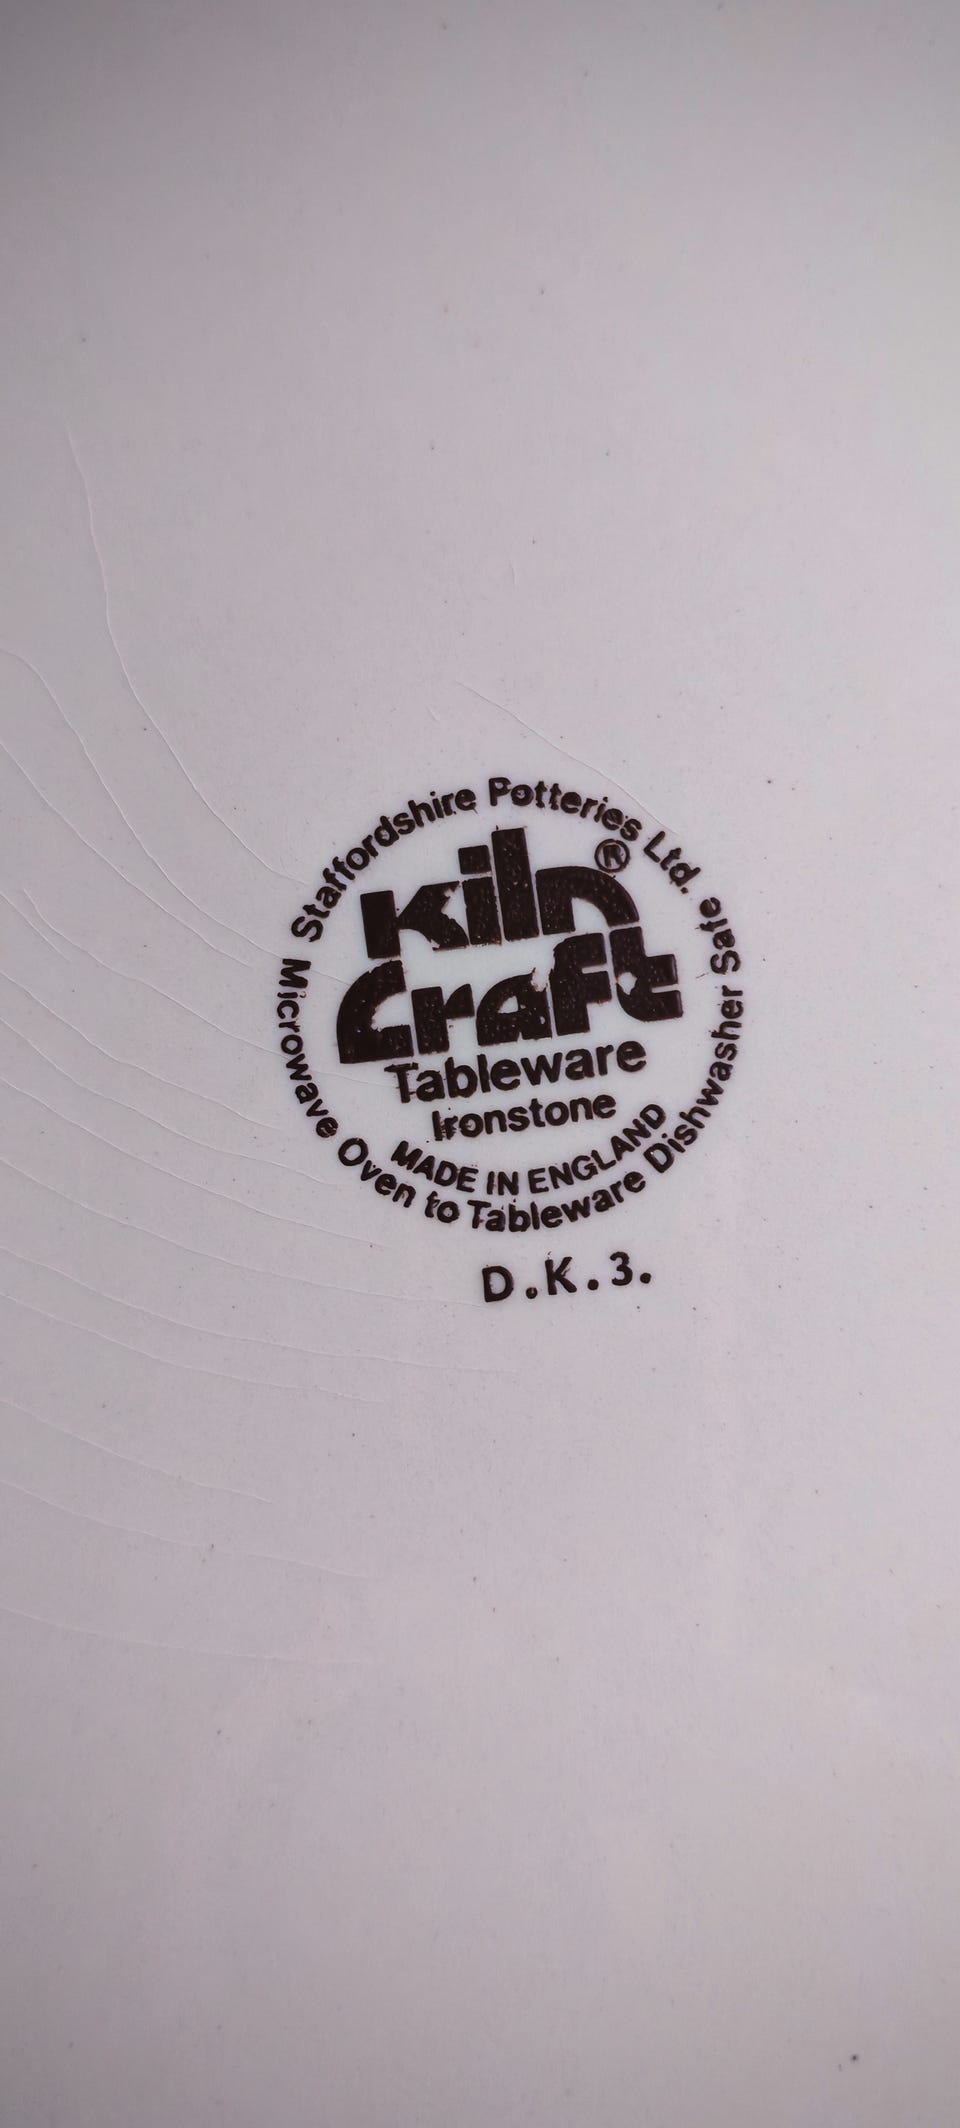 Staffordshire Potteries Ltd.
kiln®
Craft
Tableware
Ironstone
MADE IN ENGLAND
Microwave Oven to Tableware Dishwasher Safe
D.K.3.